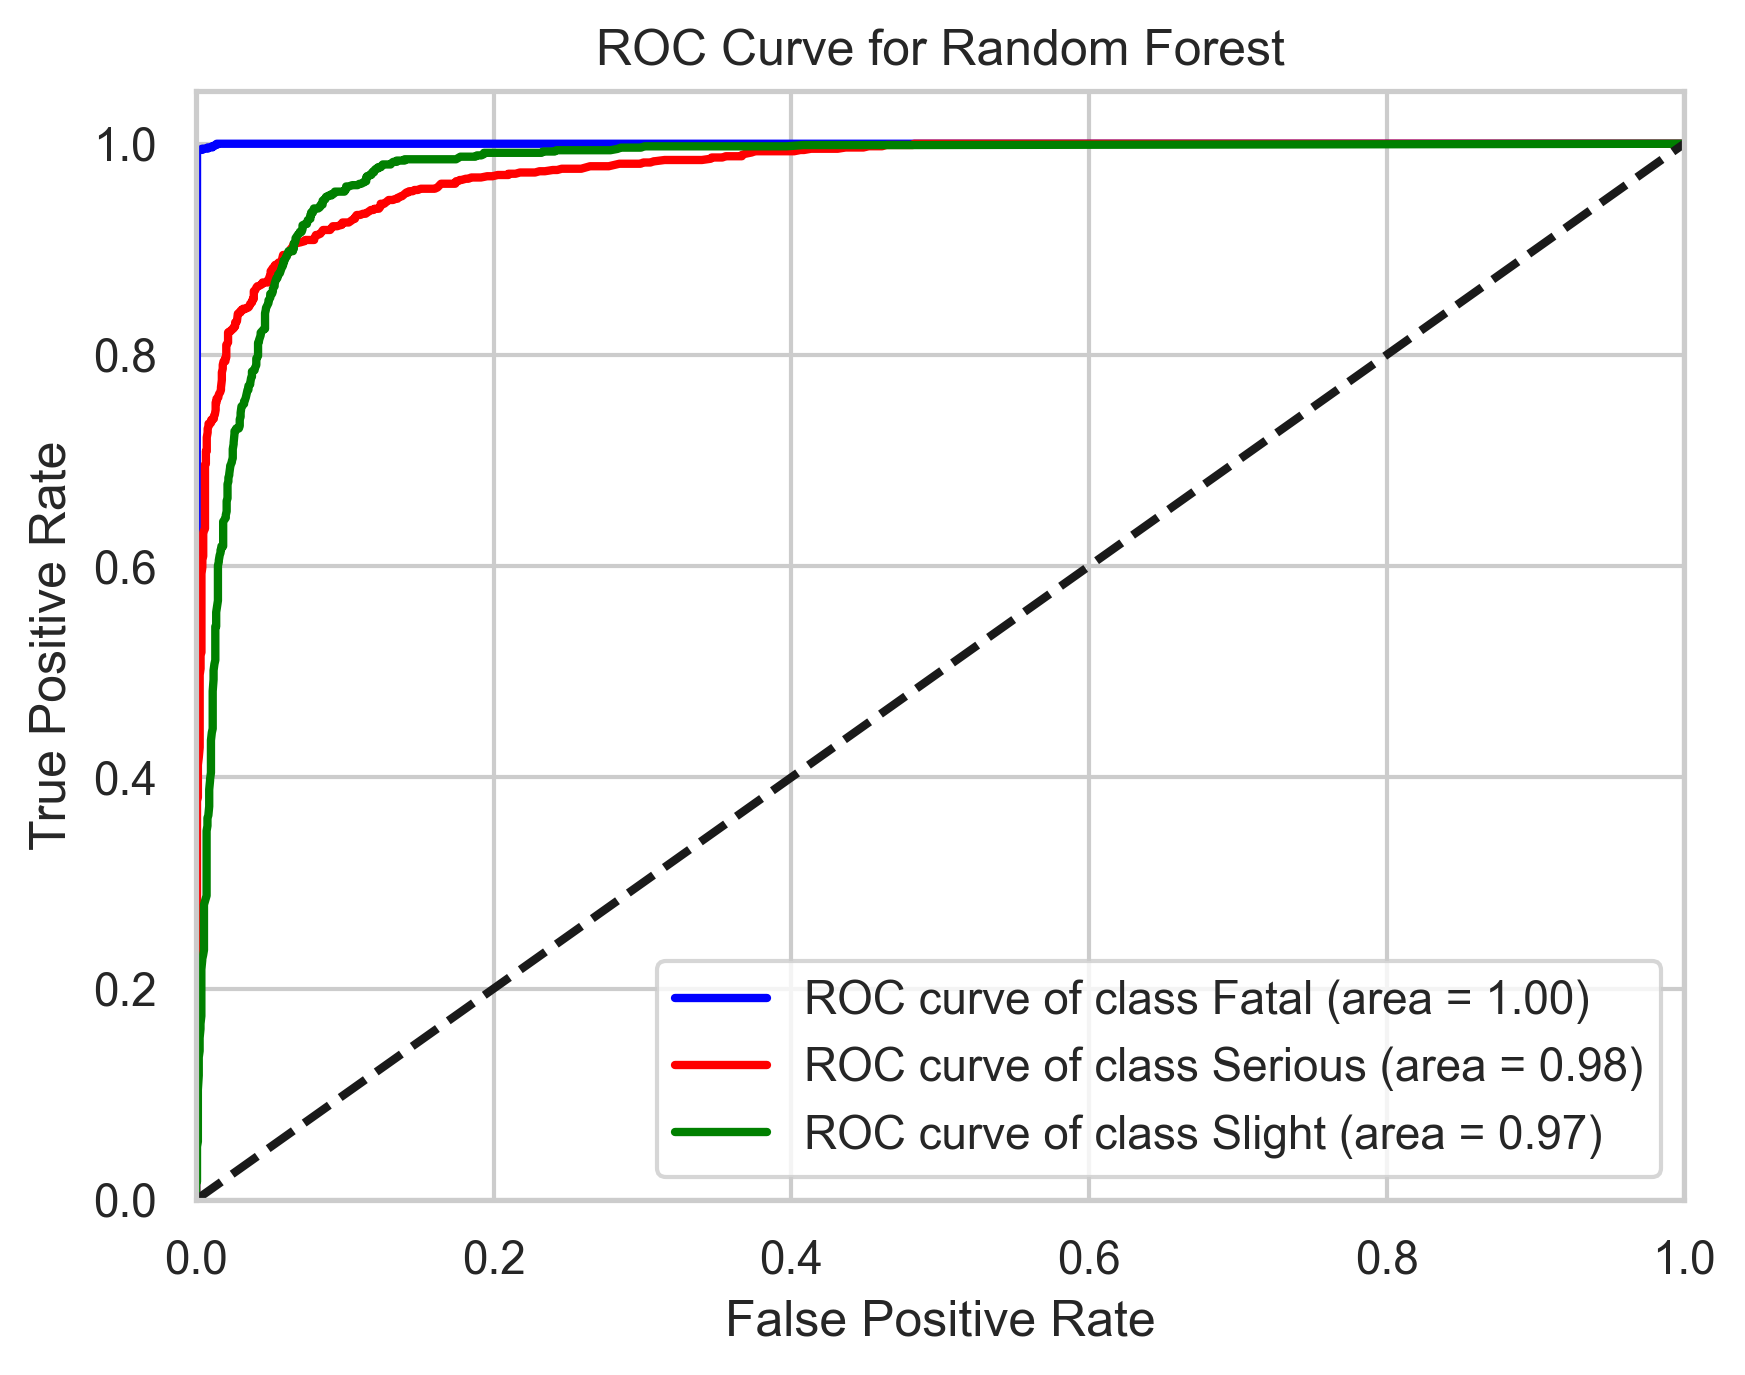 ROC Curve for Random Forest
1.0
0.8
0.6
0.4
0.2
0.0
True Positive Rate
ROC curve of class Fatal (area = 1.00)
ROC curve of class Serious (area = 0.98)
ROC curve of class Slight (area = 0.97)
0.0 0.2 0.4 0.6 0.8 1.0
False Positive Rate